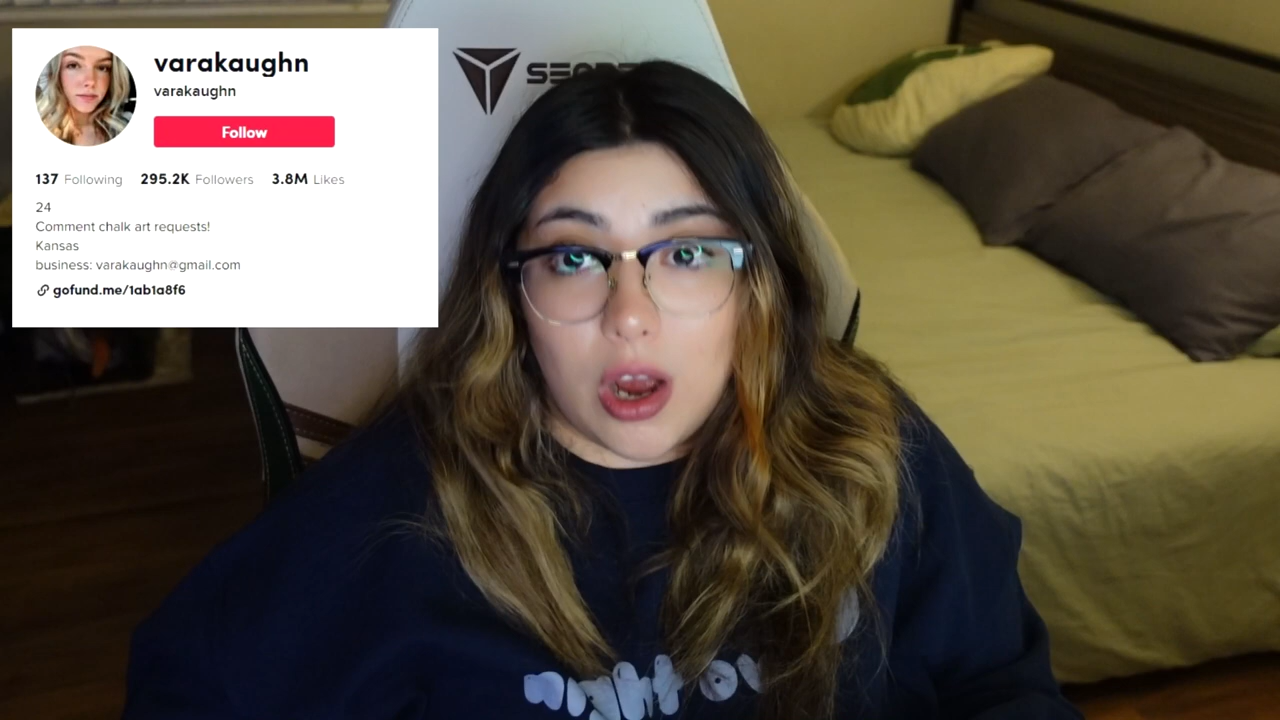 varakaughn
varakaughn
Follow
137 Following 295.2K Followers 3.8M Likes
24
Comment chalk art requests!
Kansas
business: varakaughn@gmail.com
gofund.me/1ab1a8f6